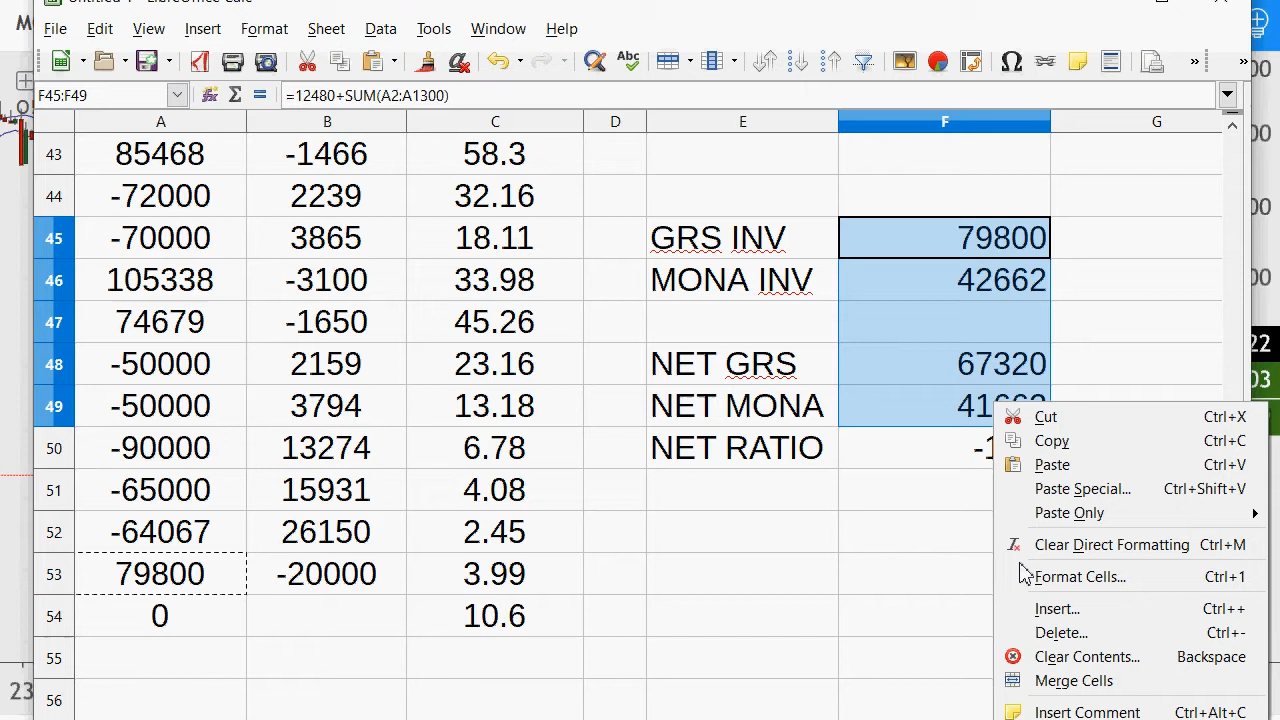 File Edit View Insert Format Sheet Data Tools Window Help
F45:F49 =12480+SUM(A2:A1300)
A B C D E F G
43 85468 -1466 58.3
44 -72000 2239 32.16
45 -70000 3865 18.11 GRS INV 79800
46 105338 -3100 33.98 MONA INV 42662
47 74679 -1650 45.26
48 -50000 2159 23.16 NET GRS 67320
49 -50000 3794 13.18 NET MONA
50 -90000 13274 6.78 NET RATIO
51 -65000 15931 4.08
52 -64067 26150 2.45
53 79800 -20000 3.99
54 0 10.6
55
56
Cut Ctrl+X
Copy Ctrl+C
Paste Ctrl+V
Paste Special... Ctrl+Shift+V
Paste Only
Clear Direct Formatting Ctrl+M
Format Cells... Ctrl+1
Insert... Ctrl++
Delete... Ctrl+-
Clear Contents... Backspace
Merge Cells
Insert Comment Ctrl+Alt+C